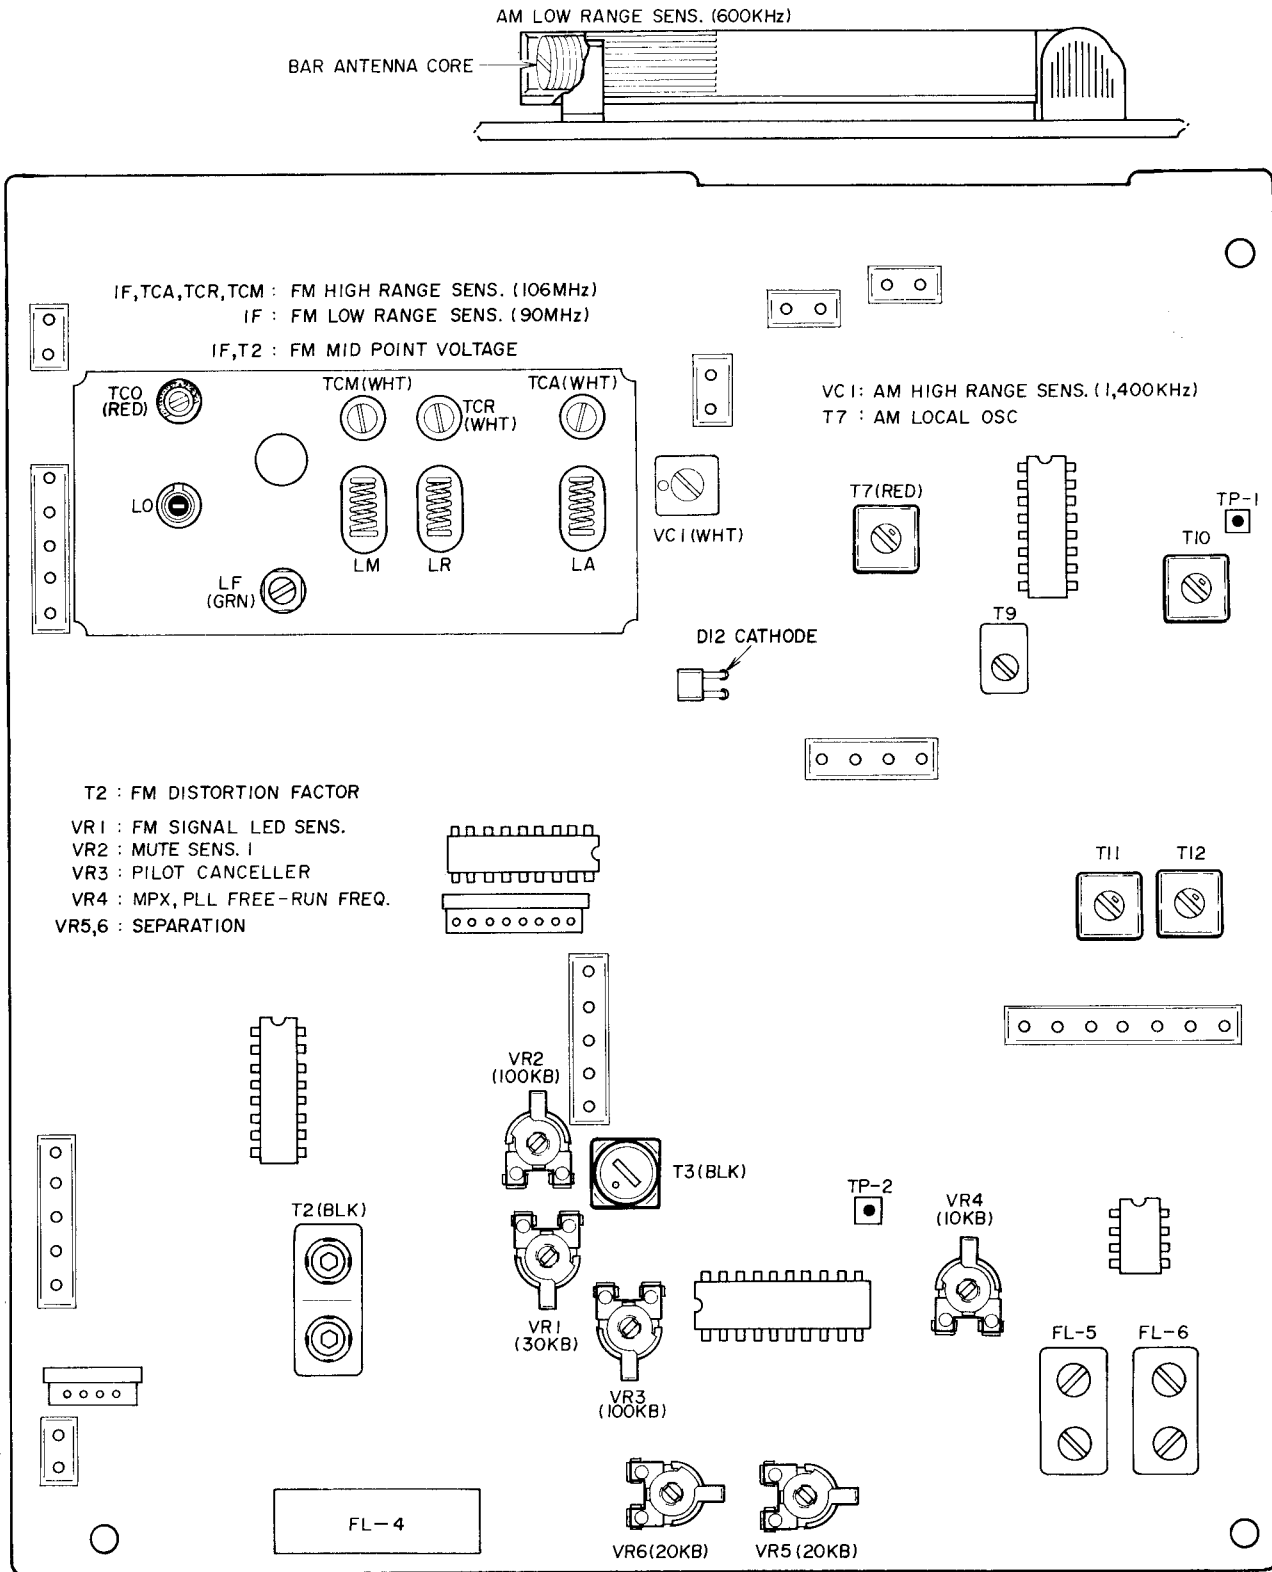 AM LOW RANGE SENS. (600KHz)
BAR ANTENNA CORE
IF,TCA,TCR,TCM : FM HIGH RANGE SENS. (106MHz)
IF : FM LOW RANGE SENS. (90MHz)
IF,T2 : FM MID POINT VOLTAGE
TCO
(RED)
TCM(WHT)
TCR
(WHT)
TCA(WHT)
VC1: AM HIGH RANGE SENS. (1,400KHz)
T7 : AM LOCAL OSC
LO
VC1(WHT)
T7(RED)
TP-1
T10
LM
LR
LA
LF
(GRN)
T9
D12 CATHODE
T2 : FM DISTORTION FACTOR
VR1 : FM SIGNAL LED SENS.
VR2 : MUTE SENS. 1
VR3 : PILOT CANCELLER
VR4 : MPX, PLL FREE-RUN FREQ.
VR5,6 : SEPARATION
T11
T12
VR2
(100KB)
T3(BLK)
T2(BLK)
TP-2
VR4
(10KB)
VR1
(30KB)
FL-5
FL-6
VR3
(100KB)
FL-4
VR6(20KB)
VR5(20KB)